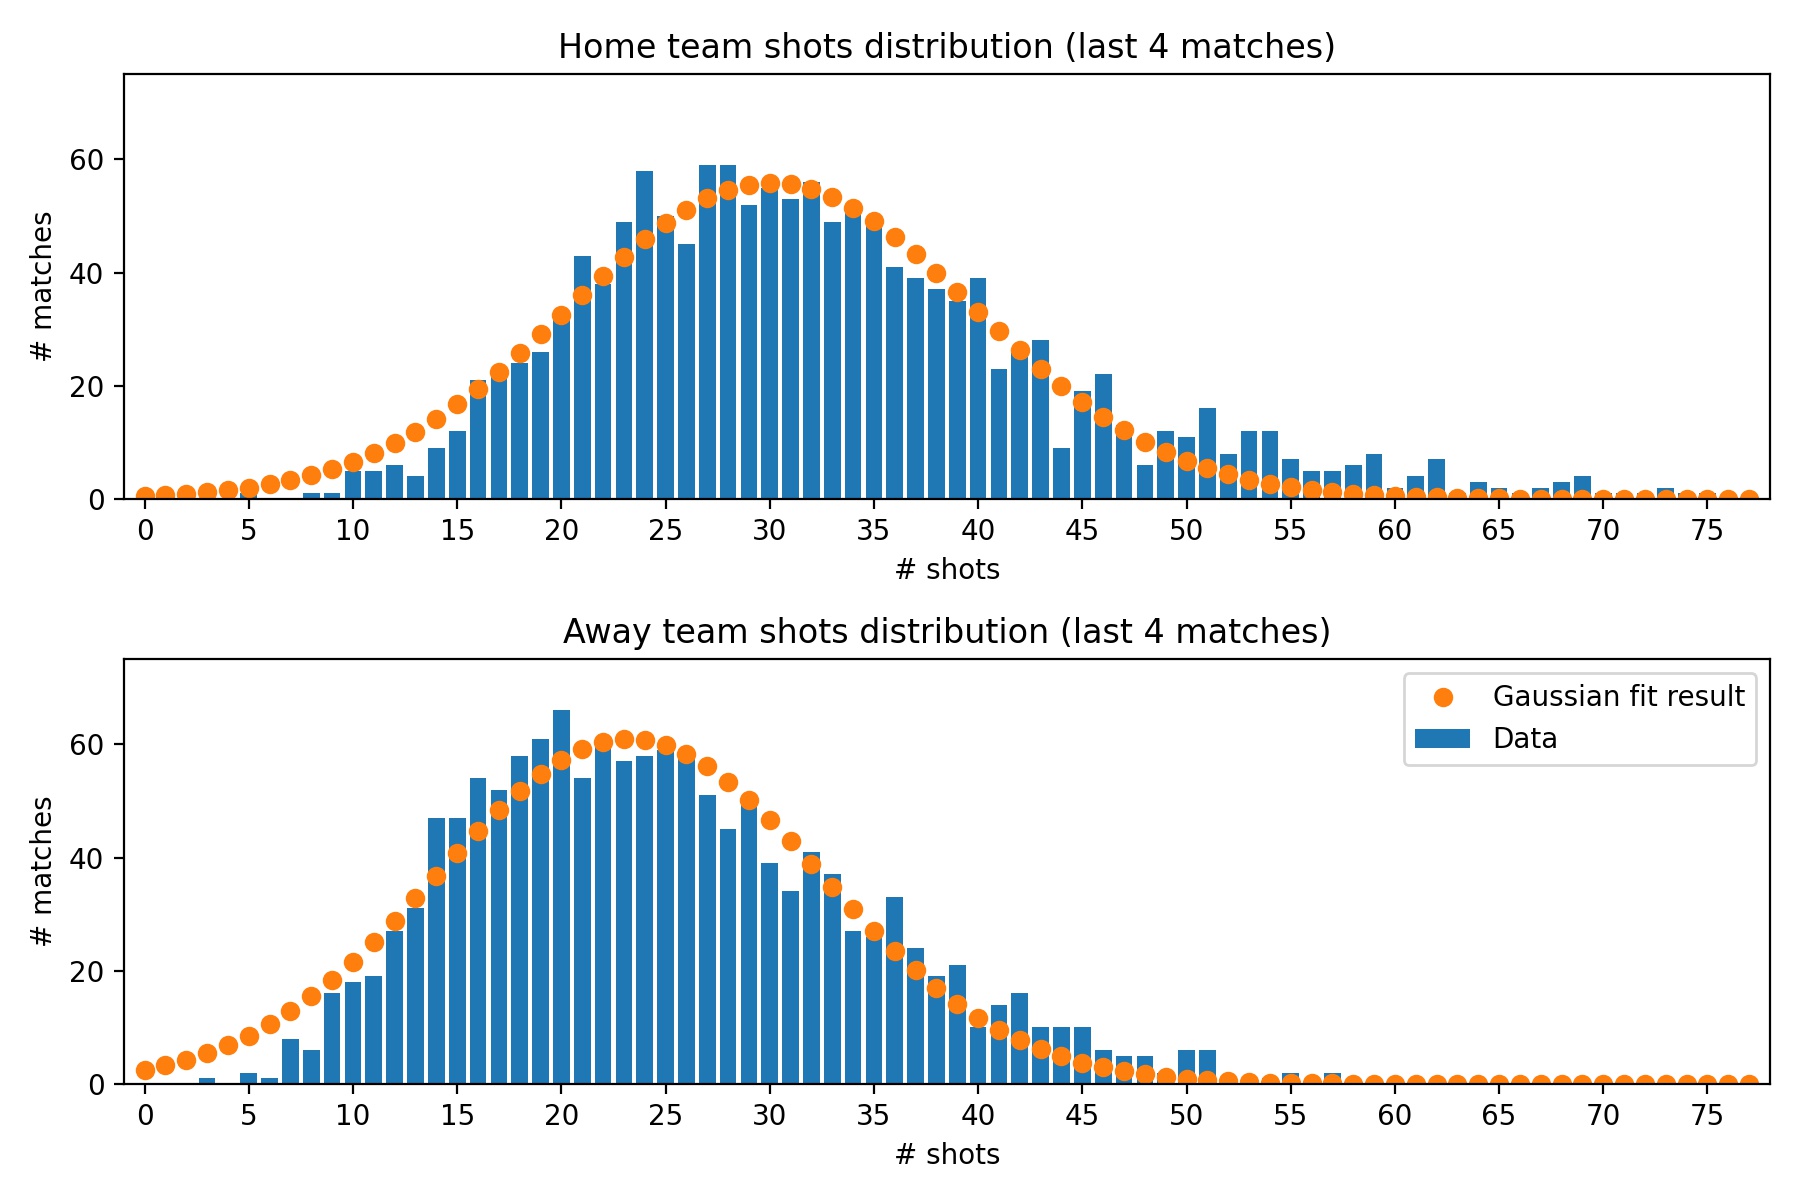 Home team shots distribution (last 4 matches)
# matches
60
40
20
0
0 5 10 15 20 25 30 35 40 45 50 55 60 65 70 75
# shots
Away team shots distribution (last 4 matches)
Gaussian fit result
Data
# matches
60
40
20
0
0 5 10 15 20 25 30 35 40 45 50 55 60 65 70 75
# shots